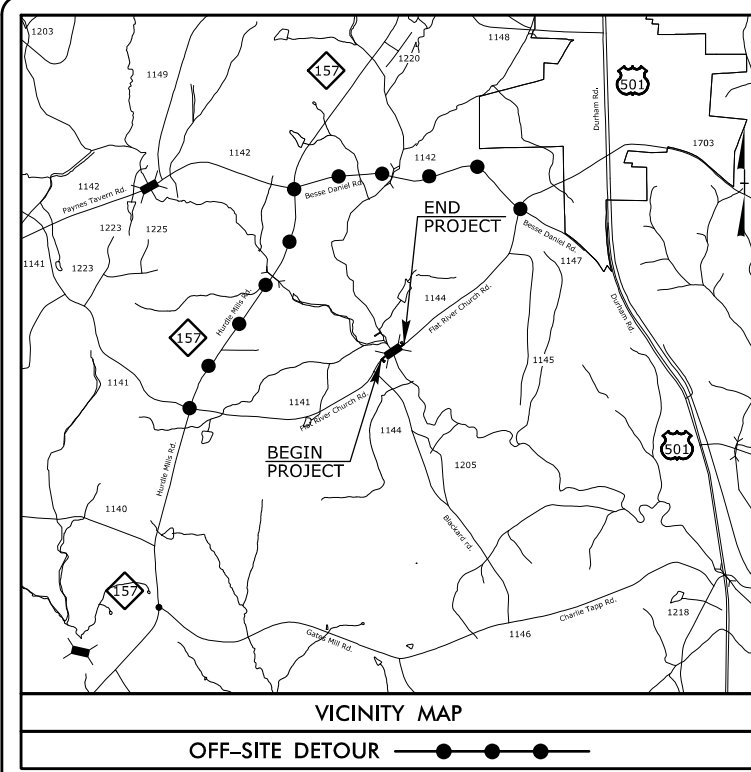 1203
1148
1149
157
1220
501
Durham Rd.
1703
1142
1142
1142
Besse Daniel Rd.
Paynes Tavern Rd.
END
PROJECT
1223
1225
Besse Daniel Rd.
1147
1141
1223
1144
Hurdle Mills Rd.
Flat River Church Rd.
Durham Rd.
157
1145
1141
1141
Flat River Church Rd.
1144
BEGIN
PROJECT
501
Hurdle Mills Rd.
1205
1140
Blackard rd.
157
Charlie Tapp Rd.
1218
Gates Mill Rd.
1146
VICINITY MAP
OFF-SITE DETOUR